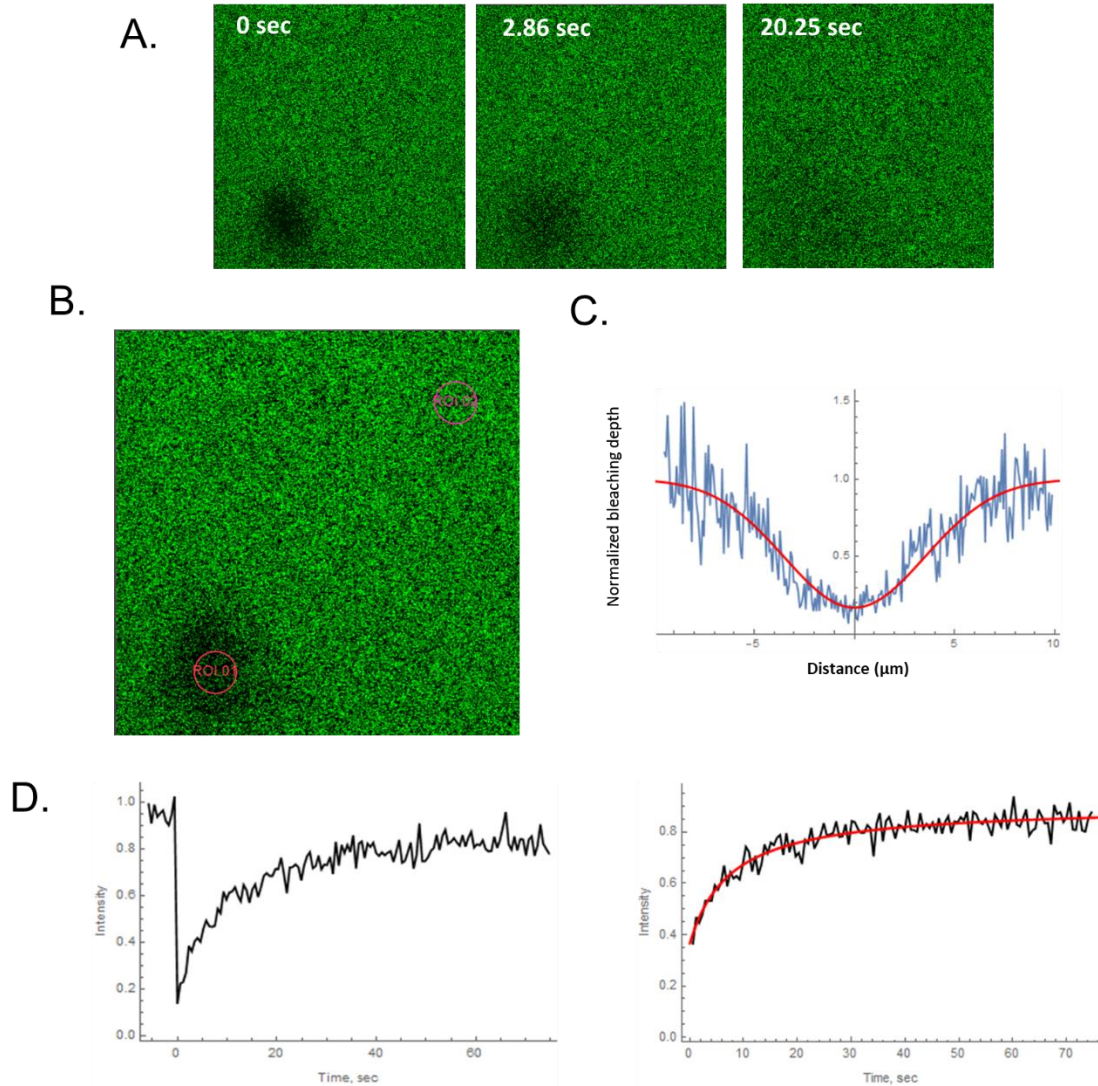 A.
0 sec
2.86 sec
20.25 sec
B.
ROI.02
ROI.01
C.
Normalized bleaching depth
1.5
1.0
0.5
-5
5
10
Distance (µm)
D.
1.0
0.8
0.6
0.4
0.2
0.0
Intensity
0
20
40
60
Time, sec
0.8
0.6
0.4
0.2
0.0
Intensity
0
10
20
30
40
50
60
70
Time, sec